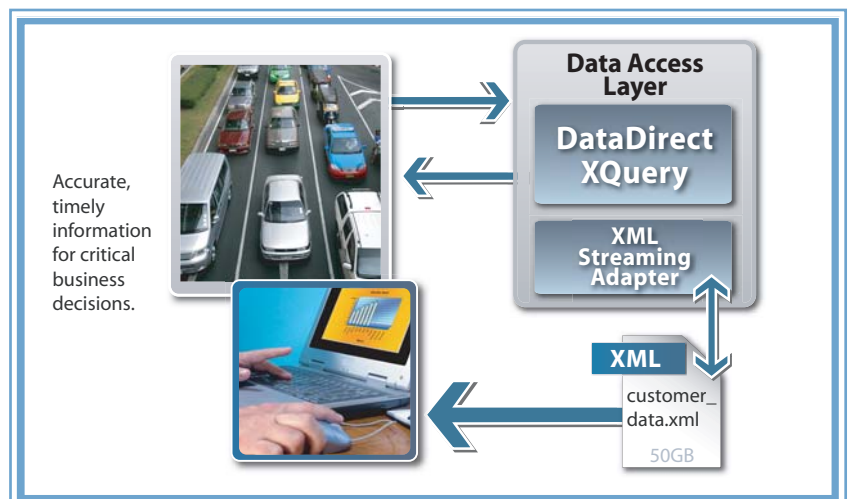 Accurate,
timely
information
for critical
business
decisions.
Data Access
Layer
DataDirect
XQuery
XML
Streaming
Adapter
XML
customer_
data.xml
50GB